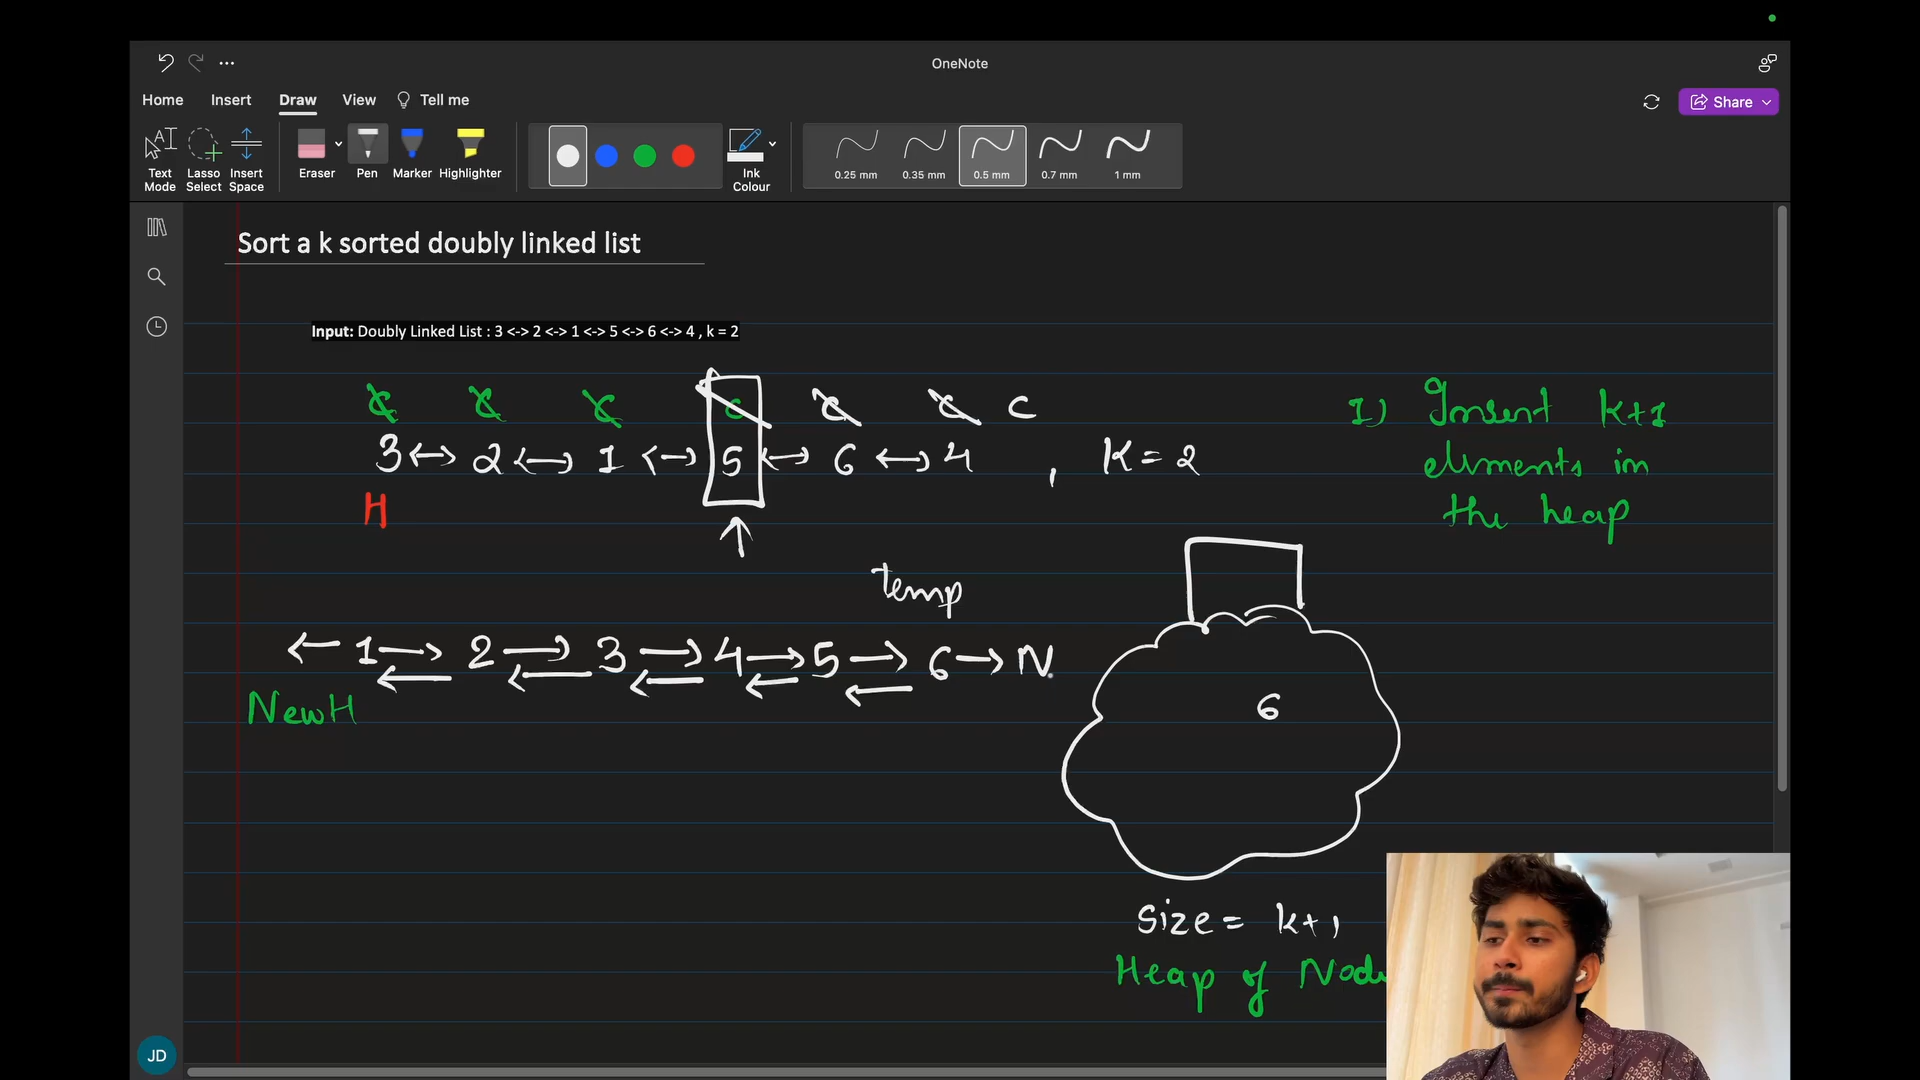 OneNote
Home Insert Draw View Tell me
Share
Text Mode
Lasso Select
Insert Space
Eraser
Pen
Marker
Highlighter
Ink Colour
0.25 mm
0.35 mm
0.5 mm
0.7 mm
1 mm
Sort a k sorted doubly linked list
Input: Doubly Linked List : 3 <-> 2 <-> 1 <-> 5 <-> 6 <-> 4 , k = 2
C C C C C C C
3 ↔ 2 ↔ 1 ↔ 5 ↔ 6 ↔ 4 , K = 2
H
1) Insert k+1
elements in
the heap
temp
← 1 → 2 → 3 → 4 → 5 → 6 → N
← ← ← ← ←
NewH
6
Size = k+1
Heap of Node
JD